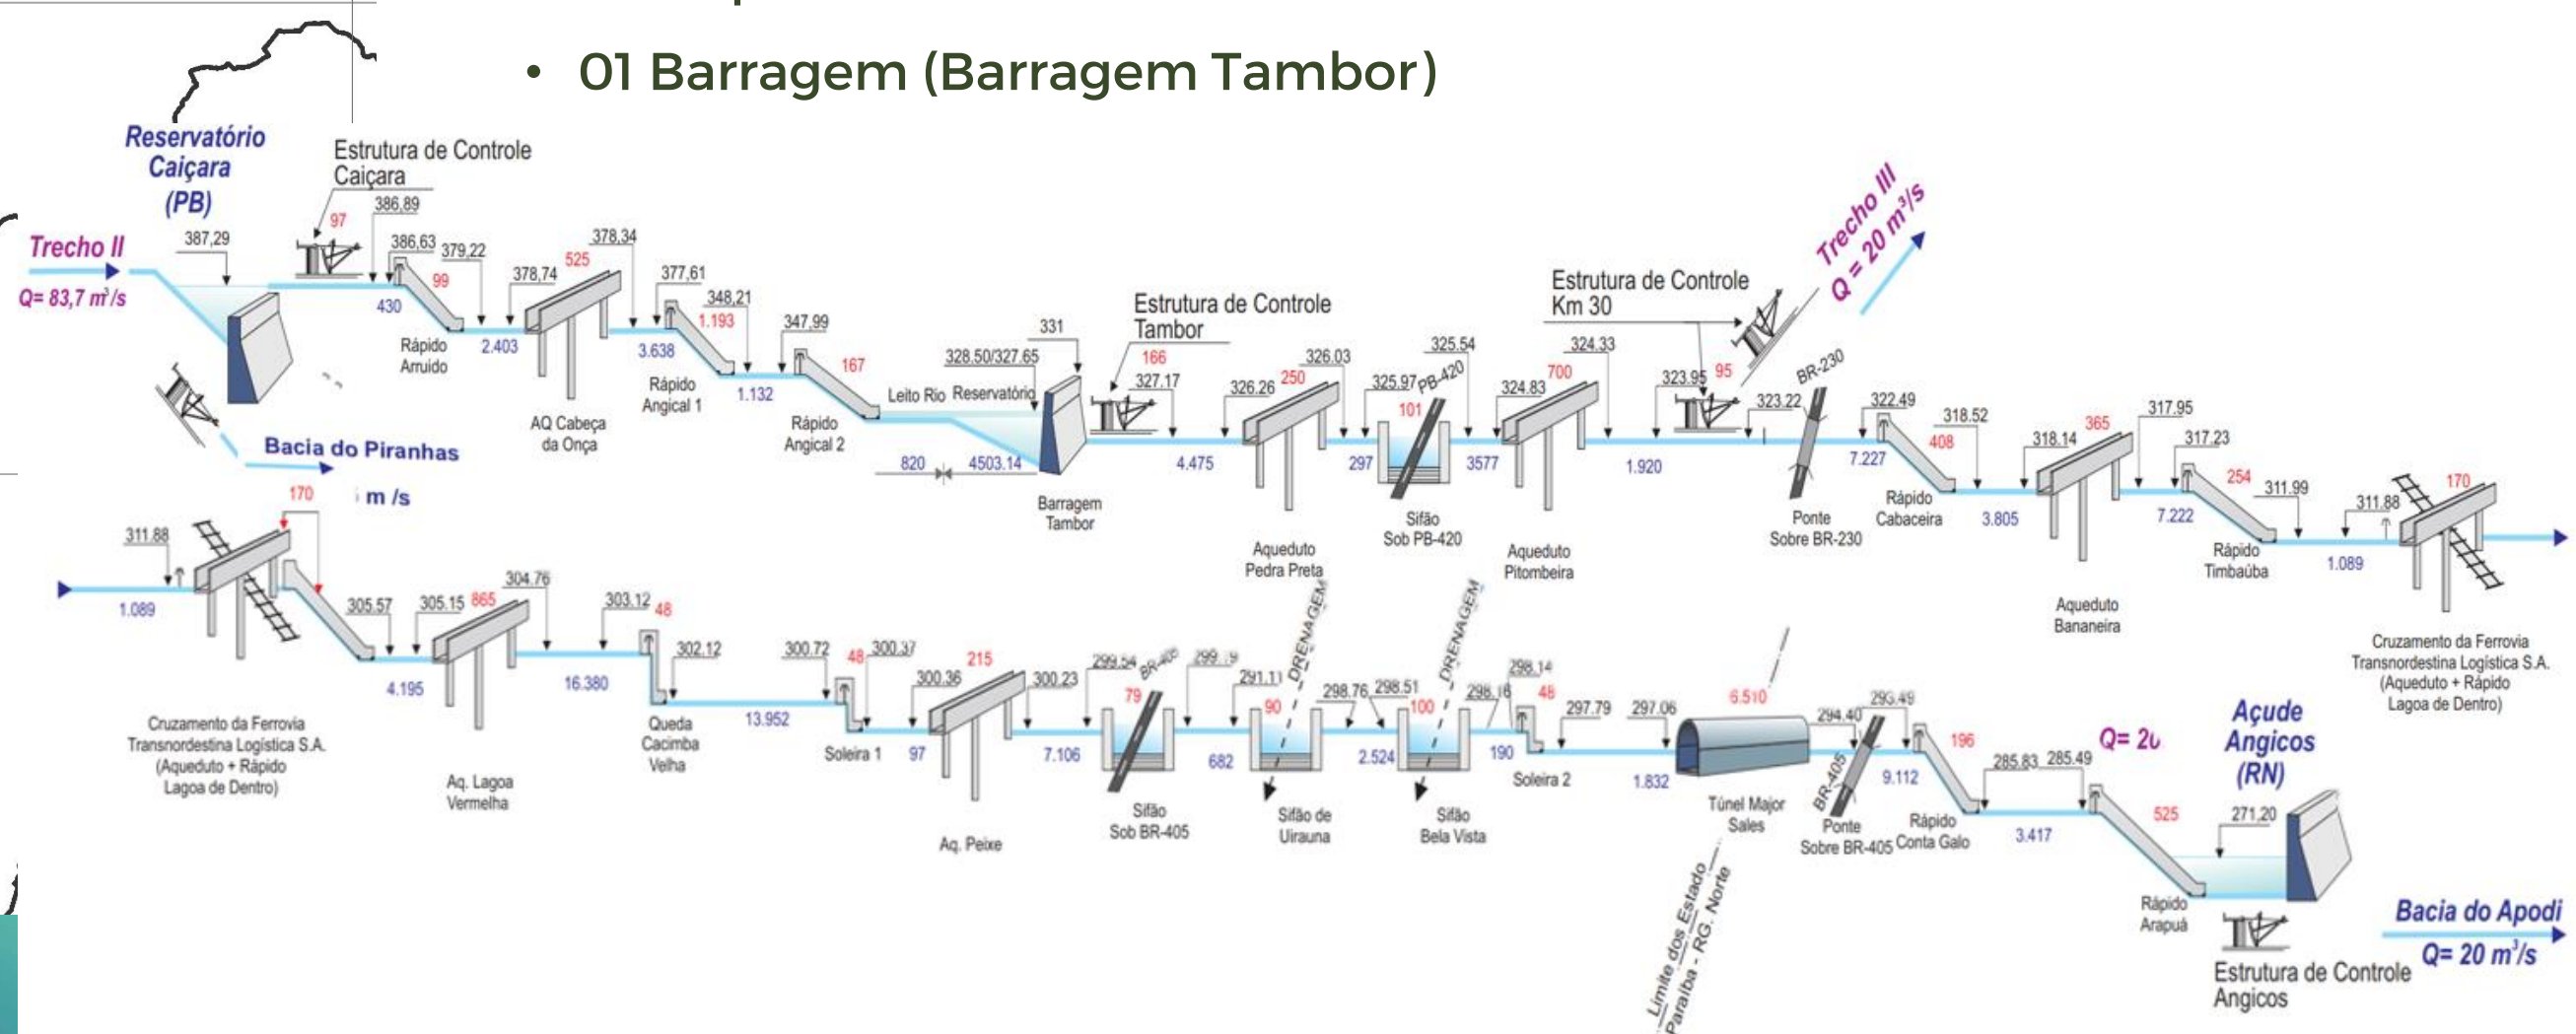 • 01 Barragem (Barragem Tambor)
Reservatório
Caiçara
(PB)
Estrutura de Controle
Caiçara
Trecho II
Q= 83,7 m³/s
387,29
97
386,89
386,63
430
99
Rápido
Arruido
379,22
2.403
378,74
525
AQ Cabeça
da Onça
378,34
3.638
377,61
Rápido
Angical 1
348,21
1.193
1.132
347,99
Rápido
Angical 2
167
Leito Rio
Reservatório
328.50/327.65
331
820
4503.14
Barragem
Tambor
Estrutura de Controle
Tambor
166
327.17
4.475
326.26
250
326.03
Aqueduto
Pedra Preta
325.97
297
PB-420
101
Sifão
Sob PB-420
325.54
3577
324.83
700
324.33
Aqueduto
Pitombeira
Estrutura de Controle
Km 30
1.920
323.95
95
Trecho III
Q = 20 m³/s
323.22
BR-230
Ponte
Sobre BR-230
7.227
322.49
408
Rápido
Cabaceira
318.52
3.805
318.14
365
317.95
Aqueduto
Bananeira
7.222
317.23
254
Rápido
Timbaúba
311.99
1.089
311.88
170
Cruzamento da Ferrovia
Transnordestina Logística S.A.
(Aqueduto + Rápido
Lagoa de Dentro)
Bacia do Piranhas
m /s
311.88
1.089
170
Cruzamento da Ferrovia
Transnordestina Logística S.A.
(Aqueduto + Rápido
Lagoa de Dentro)
305.57
4.195
305.15
865
304.76
Aq. Lagoa
Vermelha
16.380
303.12
48
Queda
Cacimba
Velha
302.12
13.952
300.72
48
Soleira 1
300.37
97
300.36
215
300.23
Aq. Peixe
7.106
299.54
BR-405
79
Sifão
Sob BR-405
682
90
DRENAGEM
Sifão de
Uirauna
298.76
298.51
2.524
100
DRENAGEM
Sifão
Bela Vista
190
298.14
48
Soleira 2
297.79
1.832
297.06
6.510
Túnel Major
Sales
Limite dos Estado
Paraíba - RG. Norte
294.40
BR-405
Ponte
Sobre BR-405
9.112
196
Rápido
Conta Galo
285.83
3.417
285.49
525
Rápido
Arapuá
Açude
Angicos
(RN)
271,20
Estrutura de Controle
Angicos
Bacia do Apodi
Q= 20 m³/s